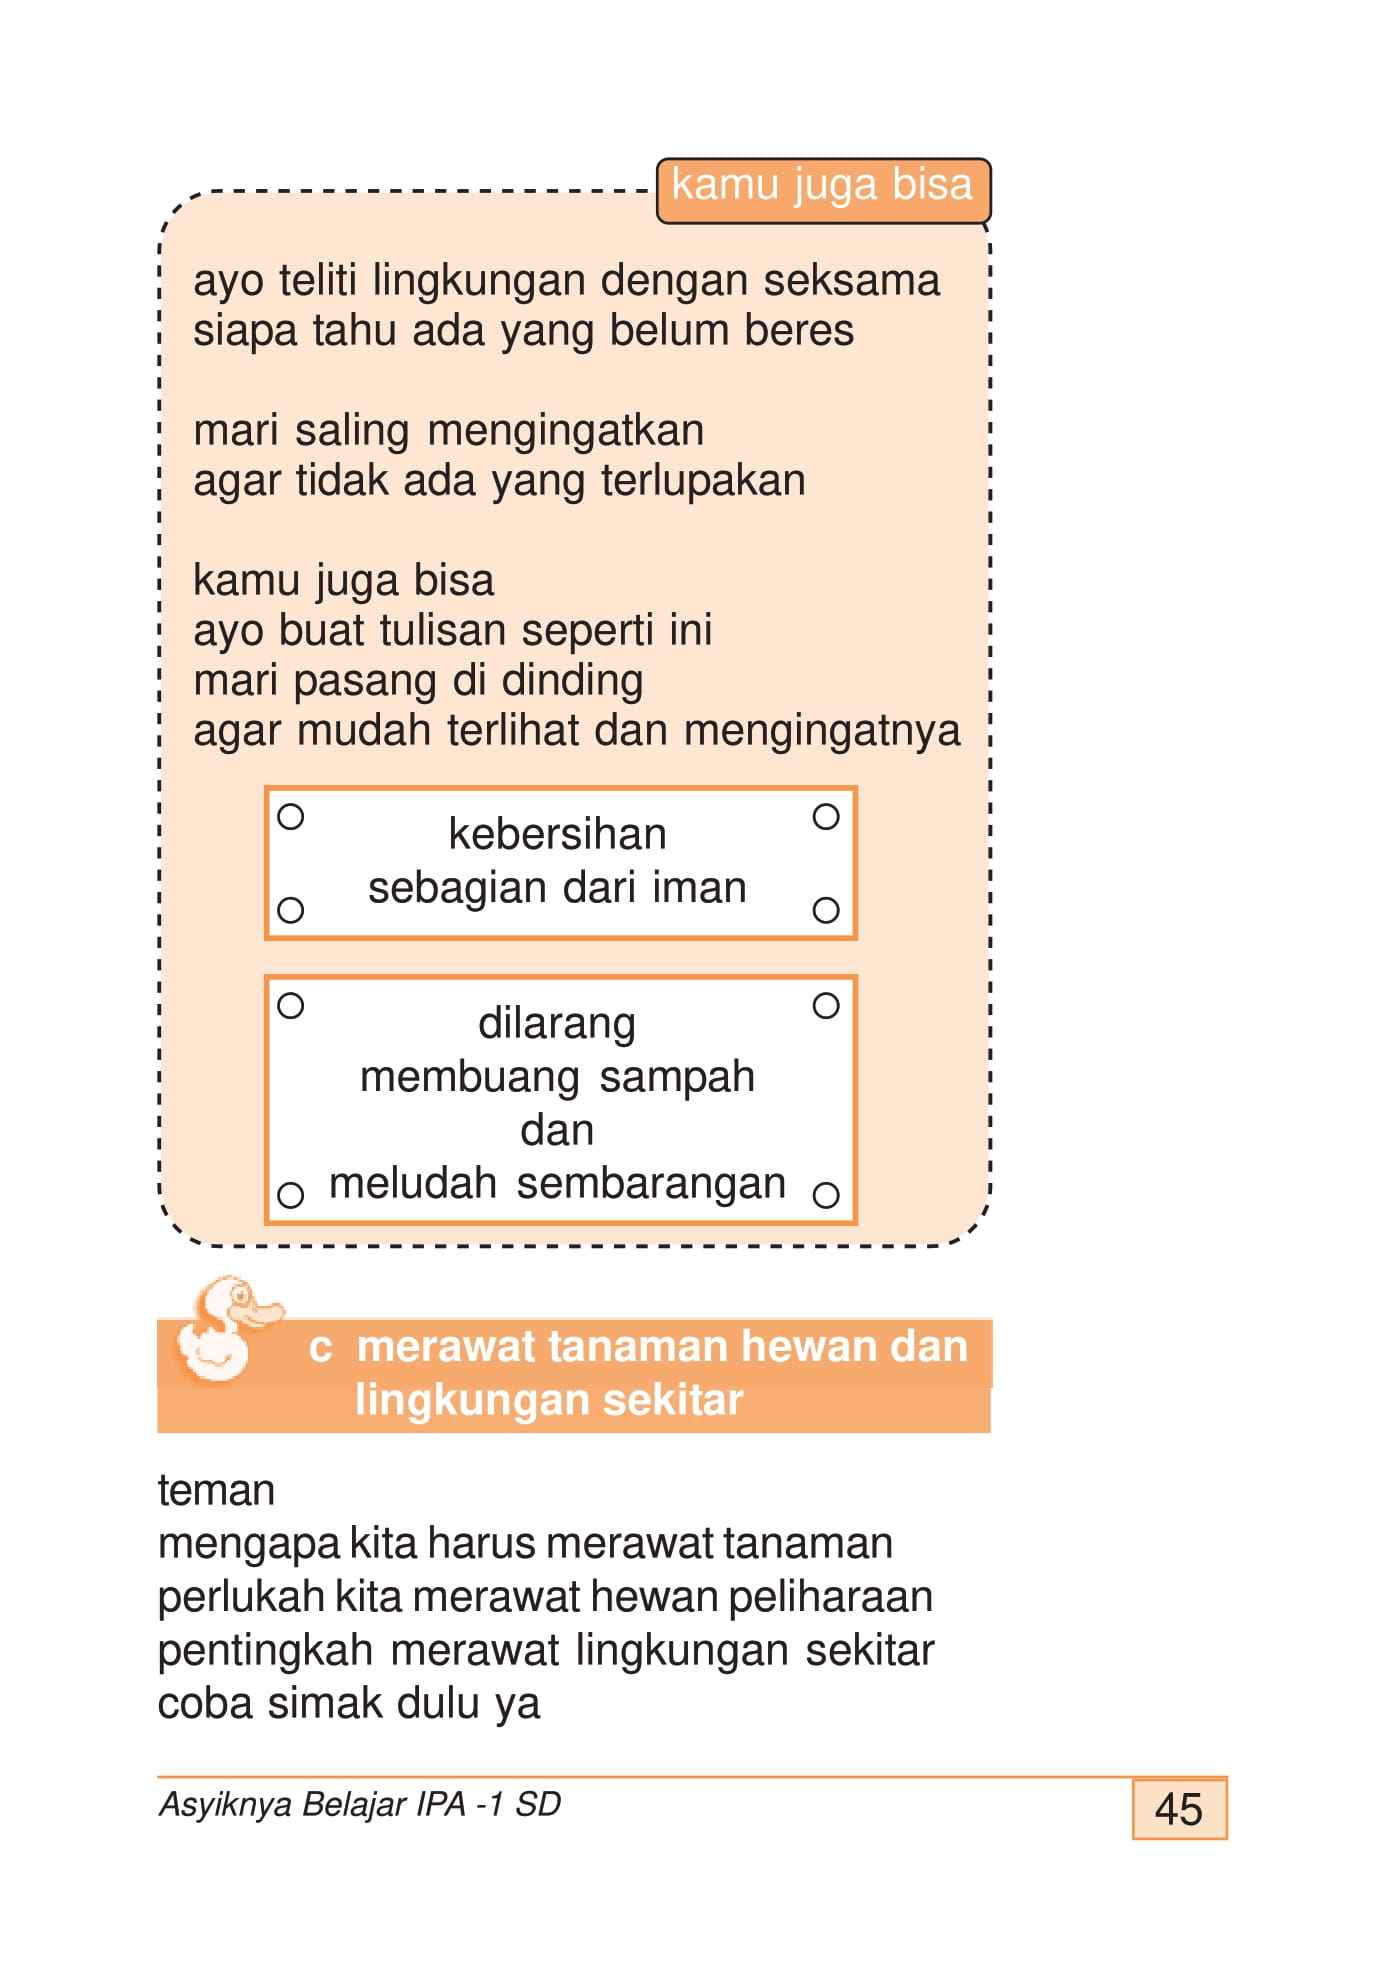 kamu juga bisa
ayo teliti lingkungan dengan seksama
siapa tahu ada yang belum beres
mari saling mengingatkan
agar tidak ada yang terlupakan
kamu juga bisa
ayo buat tulisan seperti ini
mari pasang di dinding
agar mudah terlihat dan mengingatnya
kebersihan
sebagian dari iman
dilarang
membuang sampah
dan
meludah sembarangan
c merawat tanaman hewan dan
lingkungan sekitar
teman
mengapa kita harus merawat tanaman
perlukah kita merawat hewan peliharaan
pentingkah merawat lingkungan sekitar
coba simak dulu ya
Asyiknya Belajar IPA -1 SD
45